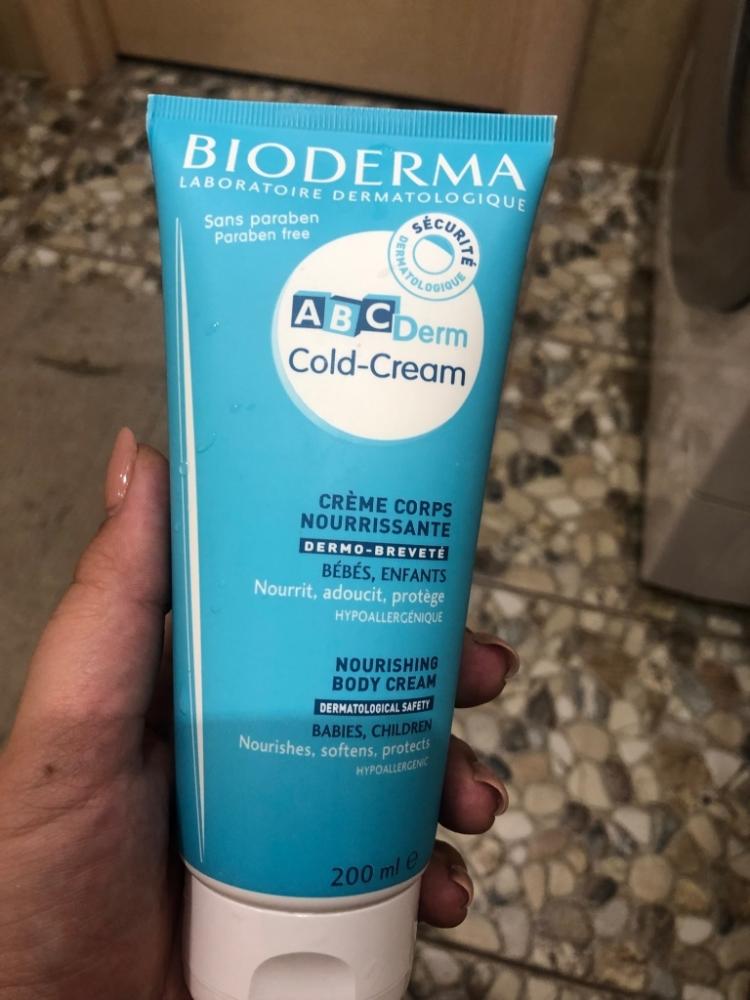 BIODERMA
LABORATOIRE DERMATOLOGIQUE
Sans paraben
Paraben free
SÉCURITÉ
DERMATOLOGIQUE
ABCDerm
Cold-Cream
CRÈME CORPS
NOURRISSANTE
DERMO-BREVETÉ
BÉBÉS, ENFANTS
Nourrit, adoucit, protège
HYPOALLERGÉNIQUE
NOURISHING
BODY CREAM
DERMATOLOGICAL SAFETY
BABIES, CHILDREN
Nourishes, softens, protects
HYPOALLERGENIC
200 ml e